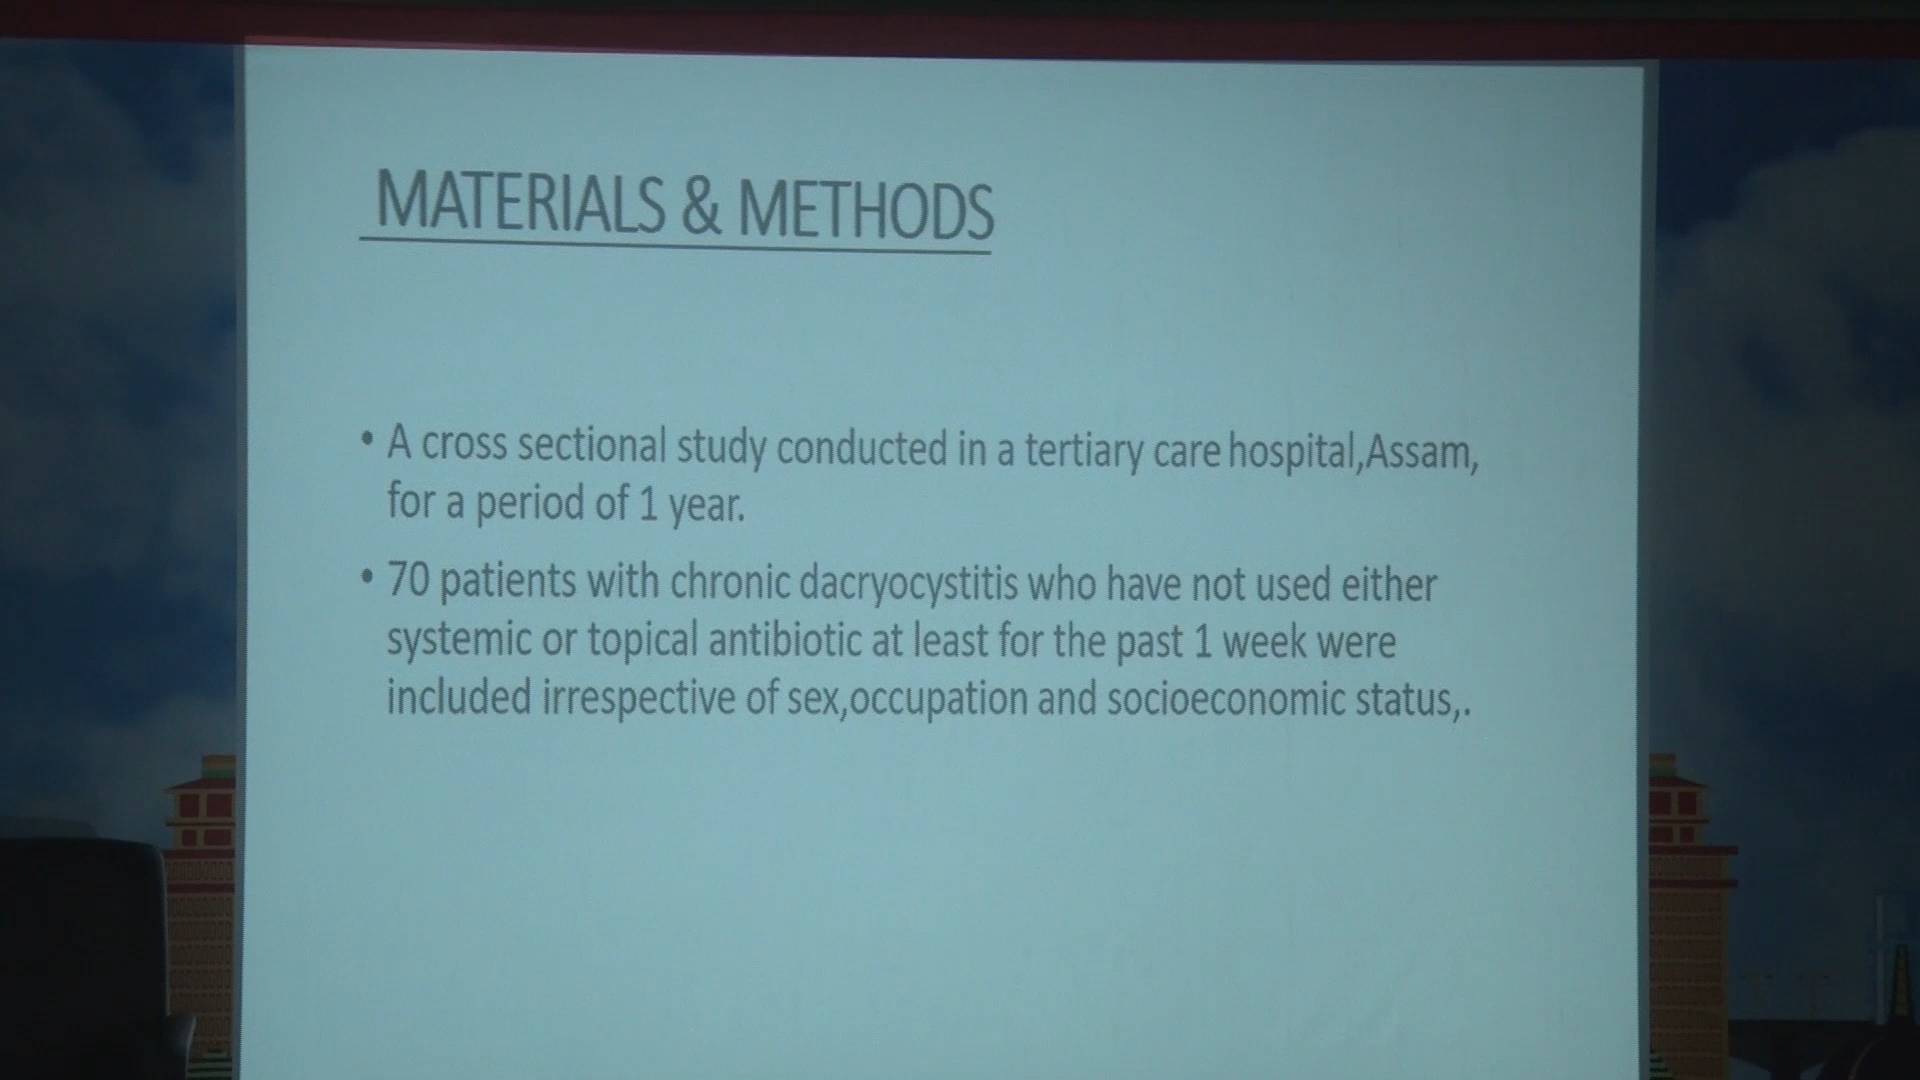 MATERIALS & METHODS
• A cross sectional study conducted in a tertiary care hospital,Assam,
for a period of 1 year.
• 70 patients with chronic dacryocystitis who have not used either
systemic or topical antibiotic at least for the past 1 week were
included irrespective of sex,occupation and socioeconomic status,.